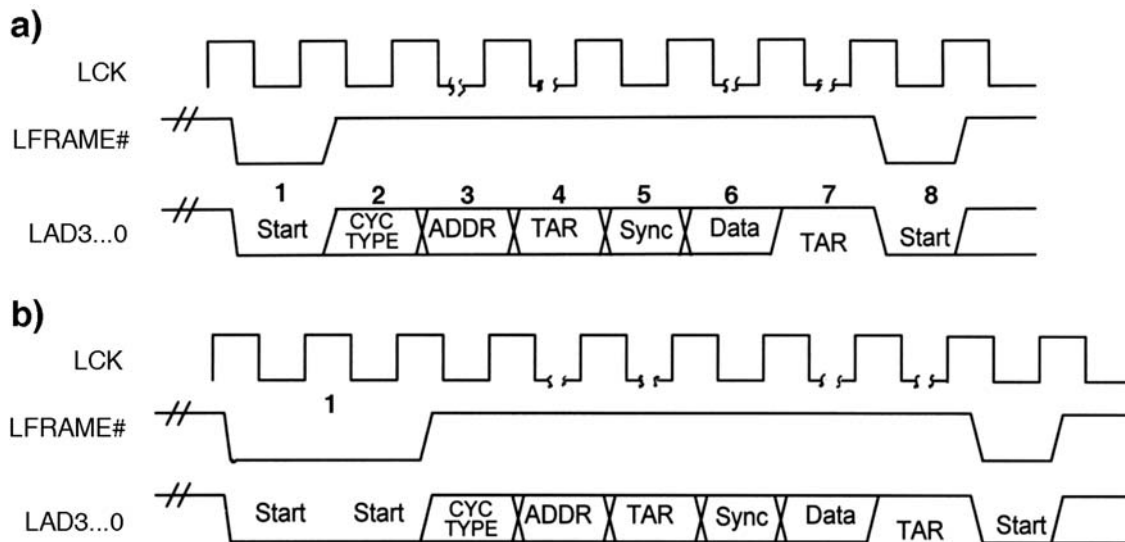 a)
LCK
LFRAME#
1 2 3 4 5 6 7 8
LAD3...0 Start CYC TYPE ADDR TAR Sync Data TAR Start
b)
LCK
1
LFRAME#
LAD3...0 Start Start CYC TYPE ADDR TAR Sync Data TAR Start